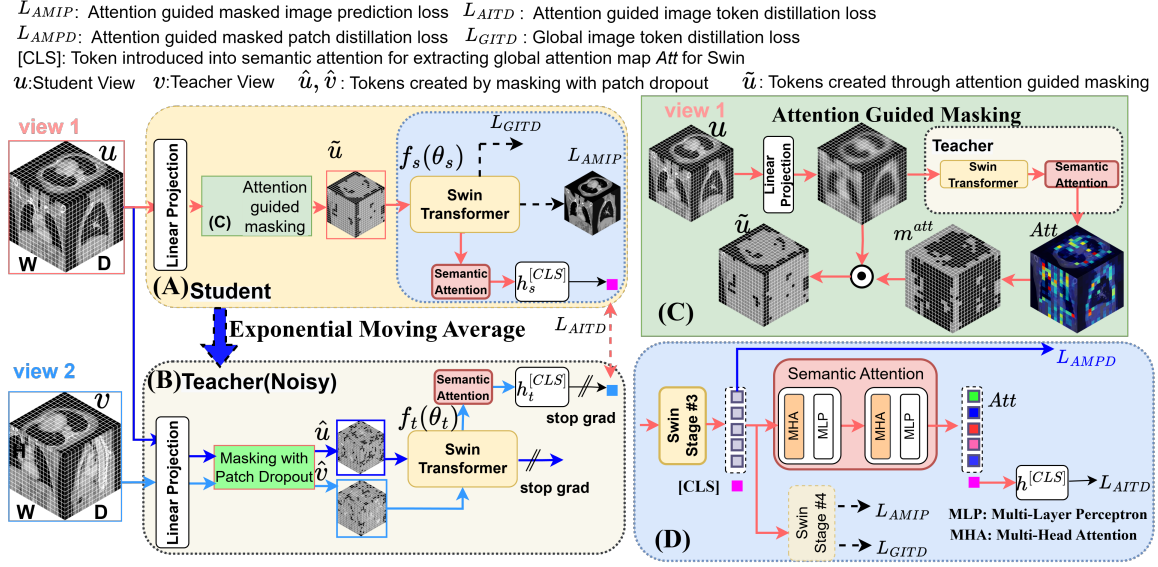 L_AMIP: Attention guided masked image prediction loss L_AITD : Attention guided image token distillation loss
L_AMPD: Attention guided masked patch distillation loss L_GITD : Global image token distillation loss
[CLS]: Token introduced into semantic attention for extracting global attention map Att for Swin
u:Student View v:Teacher View û, v̂ : Tokens created by masking with patch dropout ũ: Tokens created through attention guided masking
view 1
u
W
D
Linear Projection
(C)
Attention
guided
masking
ũ
f_s(θ_s)
Swin
Transformer
L_GITD
L_AMIP
Semantic
Attention
h_s^[CLS]
(A)Student
Exponential Moving Average
L_AITD
view 2
v
H
W
D
(B)Teacher(Noisy)
Linear Projection
Masking with
Patch Dropout
û
v̂
f_t(θ_t)
Swin
Transformer
Semantic
Attention
h_t^[CLS]
stop grad
stop grad
view 1
Attention Guided Masking
u
Linear
Projection
Teacher
Swin
Transformer
Semantic
Attention
ũ
m^att
Att
(C)
Swin
Stage #3
[CLS]
Semantic Attention
MHA
MLP
MHA
MLP
L_AMPD
Att
h^[CLS]
L_AITD
Swin
Stage #4
L_AMIP
L_GITD
MLP: Multi-Layer Perceptron
MHA: Multi-Head Attention
(D)